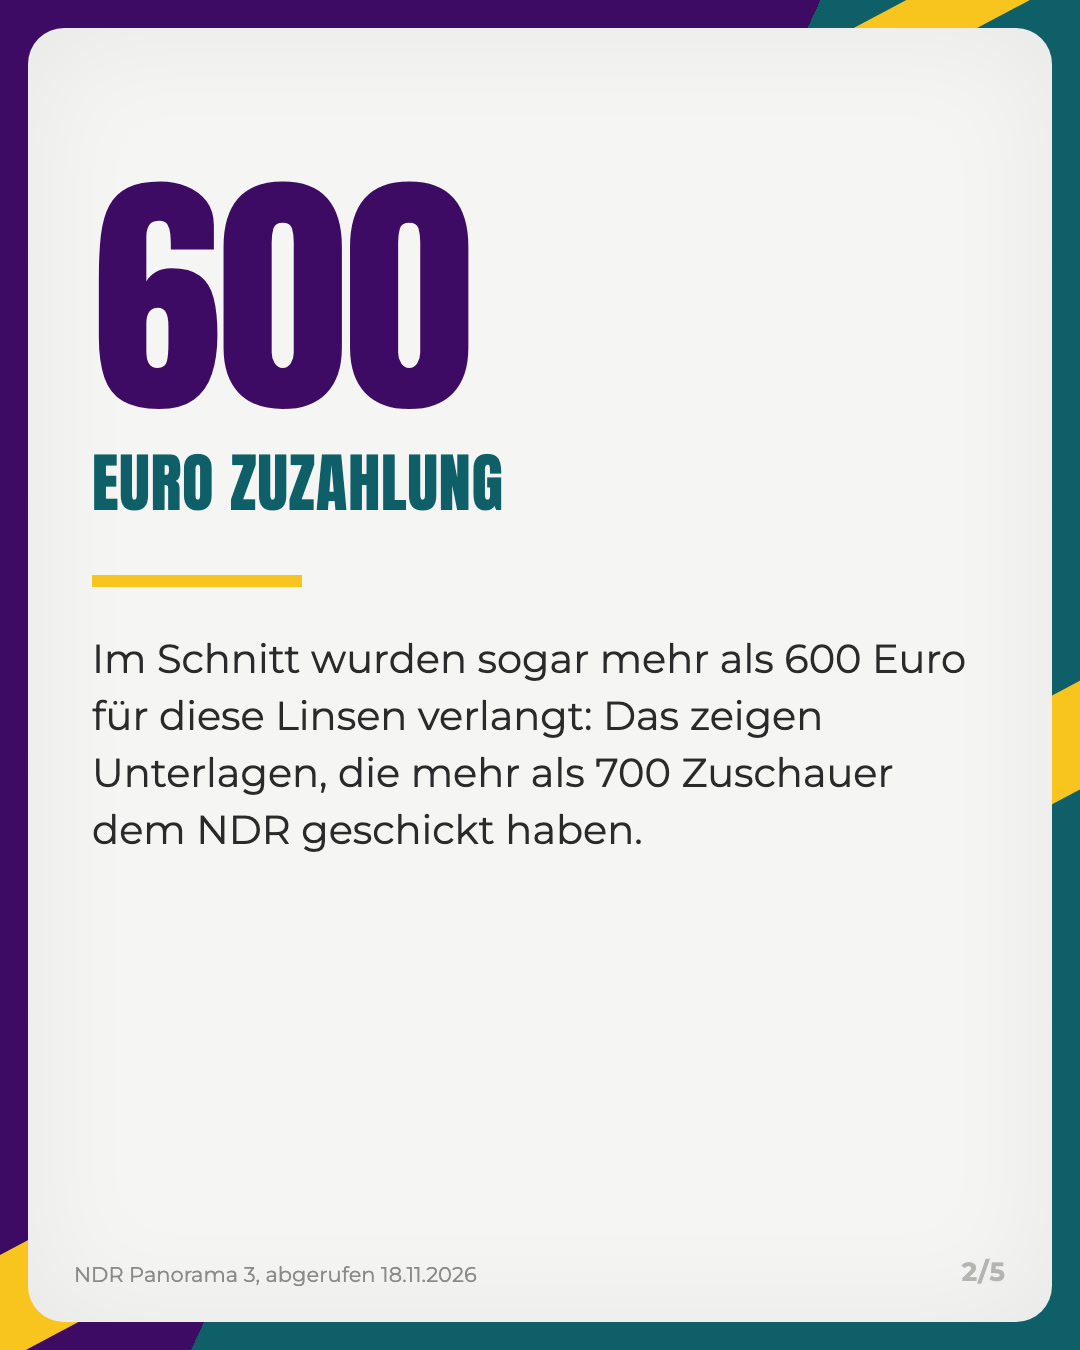 600
EURO ZUZAHLUNG
Im Schnitt wurden sogar mehr als 600 Euro
für diese Linsen verlangt: Das zeigen
Unterlagen, die mehr als 700 Zuschauer
dem NDR geschickt haben.
NDR Panorama 3, abgerufen 18.11.2026
2/5